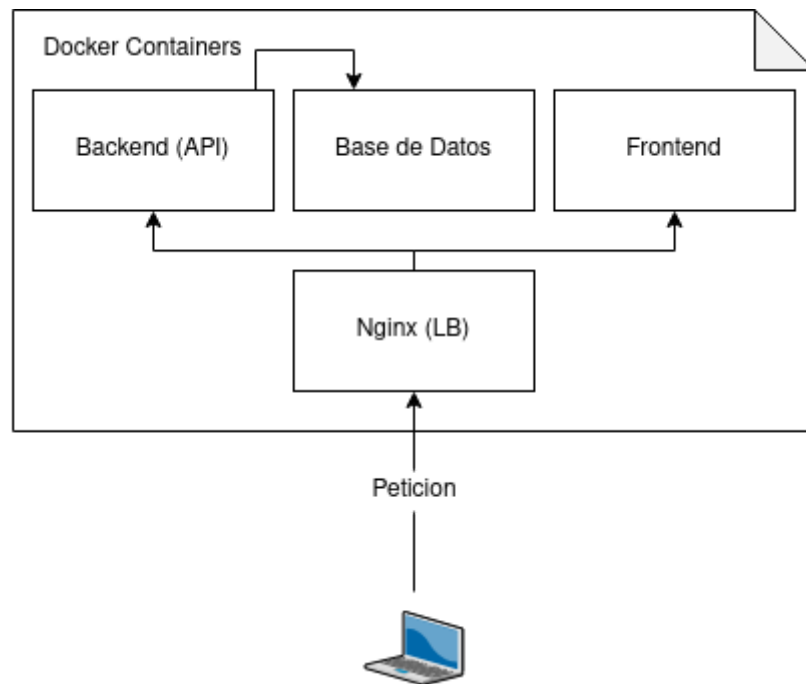 Docker Containers
Backend (API)
Base de Datos
Frontend
Nginx (LB)
Peticion